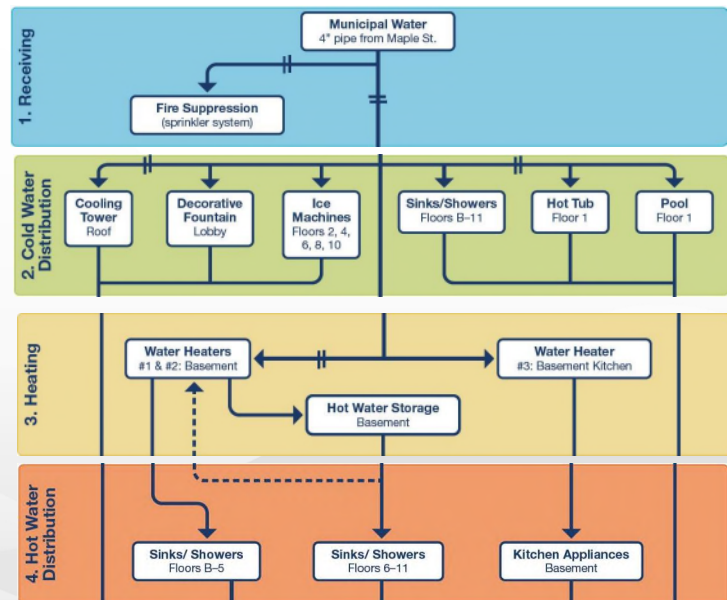 1. Receiving
Municipal Water
4" pipe from Maple St.
Fire Suppression
(sprinkler system)
2. Cold Water
Distribution
Cooling
Tower
Roof
Decorative
Fountain
Lobby
Ice
Machines
Floors 2, 4,
6, 8, 10
Sinks/Showers
Floors B–11
Hot Tub
Floor 1
Pool
Floor 1
3. Heating
Water Heaters
#1 & #2: Basement
Water Heater
#3: Basement Kitchen
Hot Water Storage
Basement
4. Hot Water
Distribution
Sinks/ Showers
Floors B–5
Sinks/ Showers
Floors 6–11
Kitchen Appliances
Basement